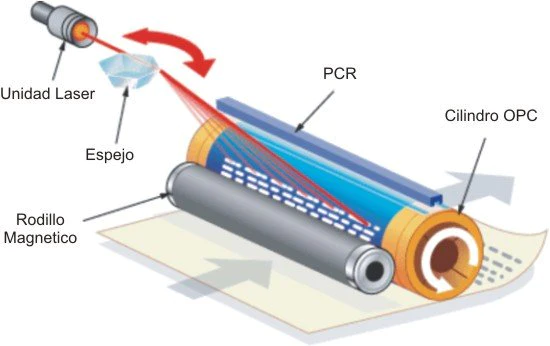 Unidad Laser
Espejo
PCR
Cilindro OPC
Rodillo
Magnetico